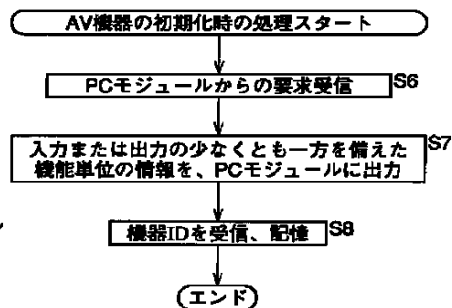 AV機器の初期化時の処理スタート
PCモジュールからの要求受信 S6
S7
入力または出力の少なくとも一方を備えた
機能単位の情報を、PCモジュールに出力
機器IDを受信、記憶 S8
エンド